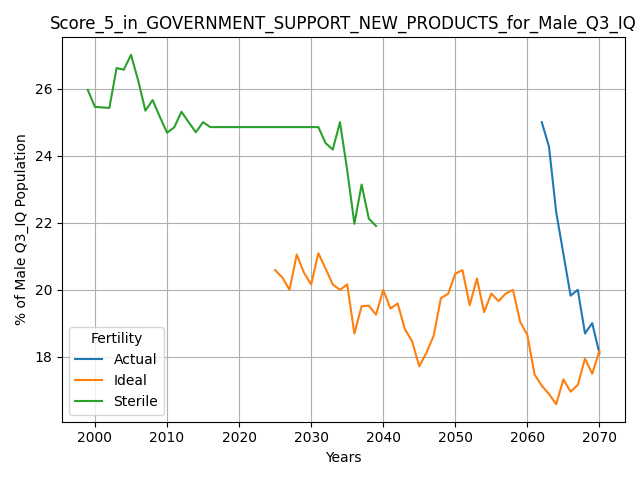 Score_5_in_GOVERNMENT_SUPPORT_NEW_PRODUCTS_for_Male_Q3_IQ
% of Male Q3_IQ Population
26
24
22
20
18
Fertility
Actual
Ideal
Sterile
2000 2010 2020 2030 2040 2050 2060 2070
Years